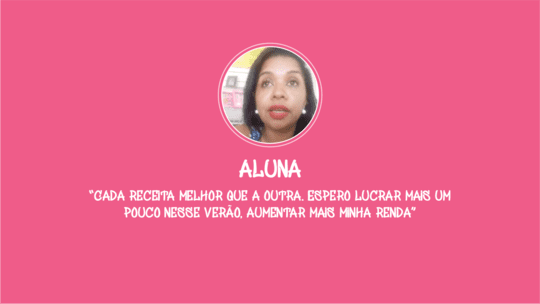 ALUNA
"CADA RECEITA MELHOR QUE A OUTRA. ESPERO LUCRAR MAIS UM
POUCO NESSE VERÃO, AUMENTAR MAIS MINHA RENDA"